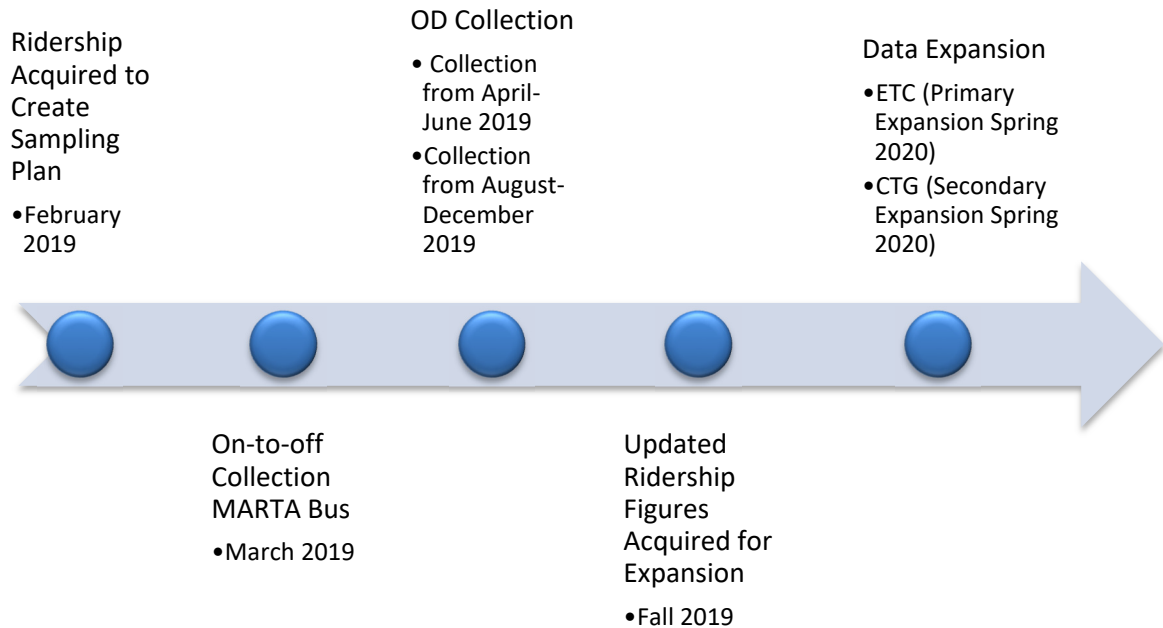 Ridership
Acquired to
Create
Sampling
Plan
•February
2019
On-to-off
Collection
MARTA Bus
•March 2019
OD Collection
• Collection
from April-
June 2019
•Collection
from August-
December
2019
Updated
Ridership
Figures
Acquired for
Expansion
•Fall 2019
Data Expansion
•ETC (Primary
Expansion Spring
2020)
•CTG (Secondary
Expansion Spring
2020)